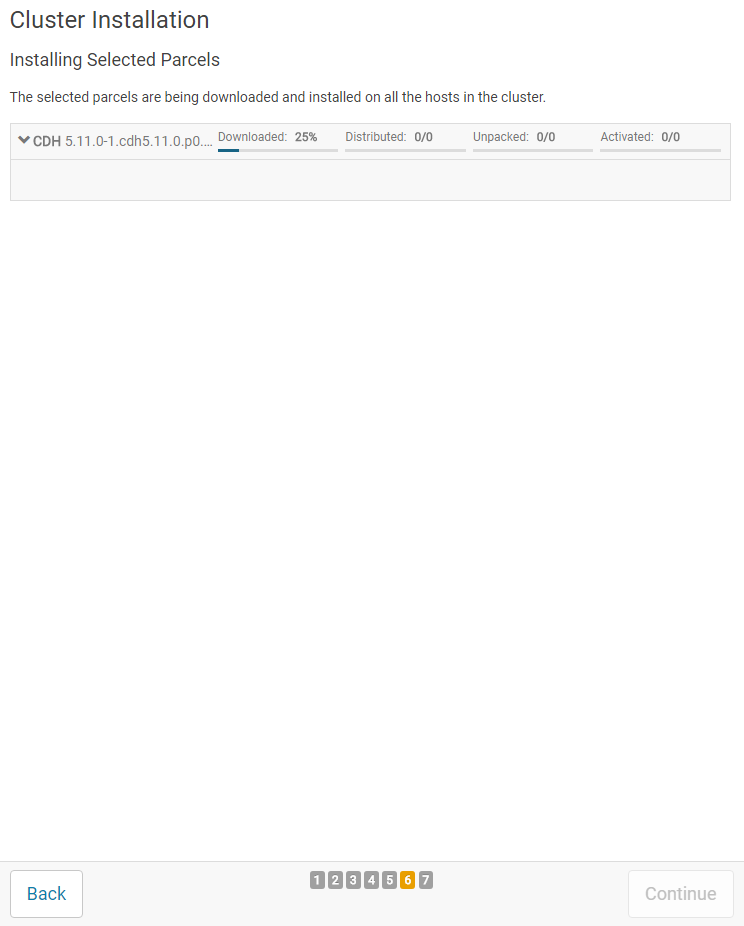 Cluster Installation
Installing Selected Parcels
The selected parcels are being downloaded and installed on all the hosts in the cluster.
CDH 5.11.0-1.cdh5.11.0.p0.... Downloaded: 25% Distributed: 0/0 Unpacked: 0/0 Activated: 0/0
Back 1 2 3 4 5 6 7 Continue